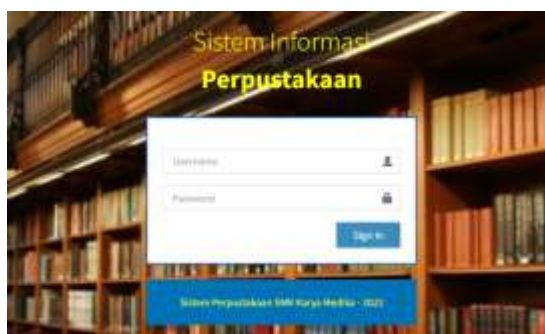 Sistem Informasi
Perpustakaan
Username
Password
Sign In
Sistem Perpustakaan SMK Karya Medika - 2021